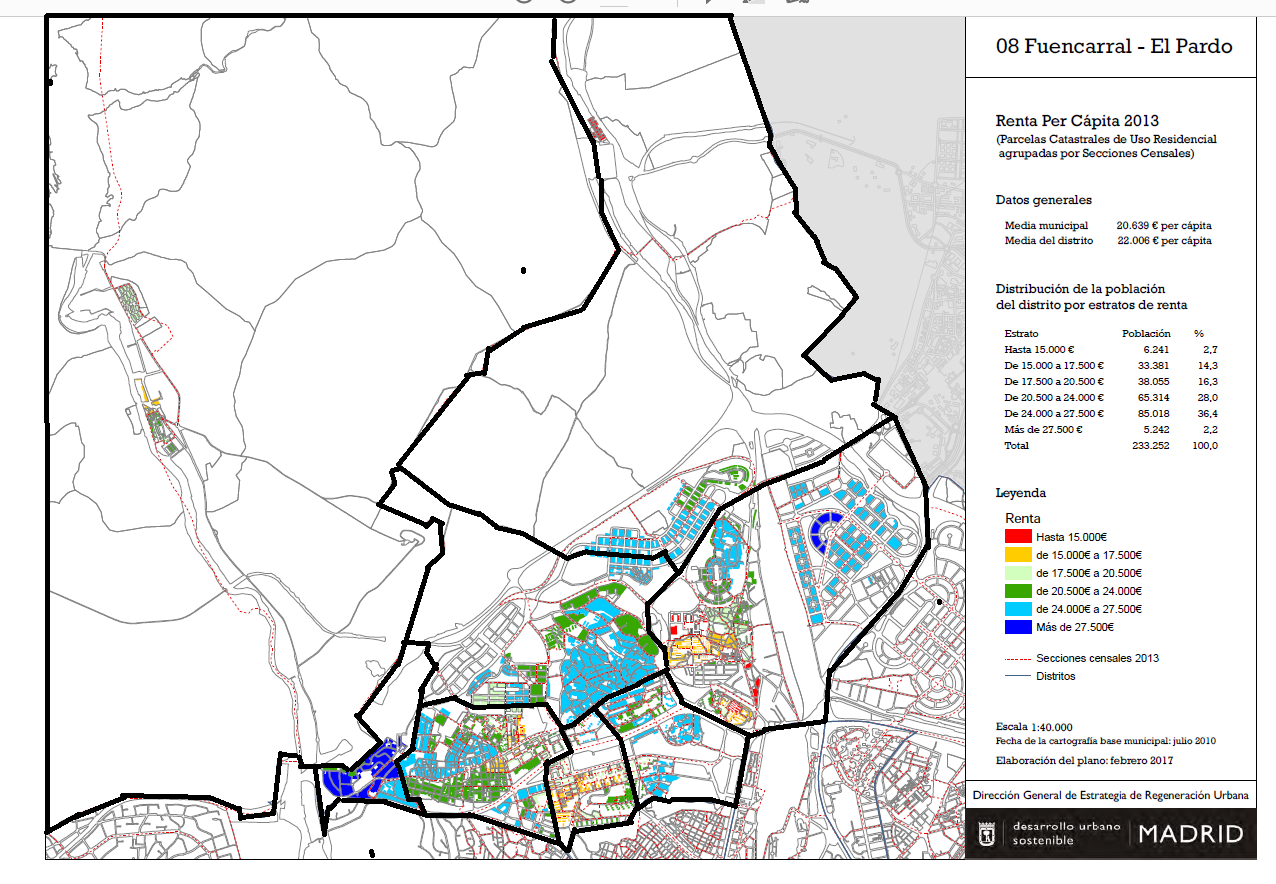 08 Fuencarral - El Pardo
Renta Per Cápita 2013
(Parcelas Catastrales de Uso Residencial
agrupadas por Secciones Censales)
Datos generales
Media municipal 20.639 € per cápita
Media del distrito 22.006 € per cápita
Distribución de la población
del distrito por estratos de renta
Estrato Población %
Hasta 15.000 € 6.241 2,7
De 15.000 a 17.500 € 33.381 14,3
De 17.500 a 20.500 € 38.055 16,3
De 20.500 a 24.000 € 65.314 28,0
De 24.000 a 27.500 € 85.018 36,4
Más de 27.500 € 5.242 2,2
Total 233.252 100,0
Leyenda
Renta
Hasta 15.000€
de 15.000€ a 17.500€
de 17.500€ a 20.500€
de 20.500€ a 24.000€
de 24.000€ a 27.500€
Más de 27.500€
Secciones censales 2013
Distritos
Escala 1:40.000
Fecha de la cartografía base municipal: julio 2010
Elaboración del plano: febrero 2017
Dirección General de Estrategia de Regeneración Urbana
desarrollo urbano
sostenible
MADRID